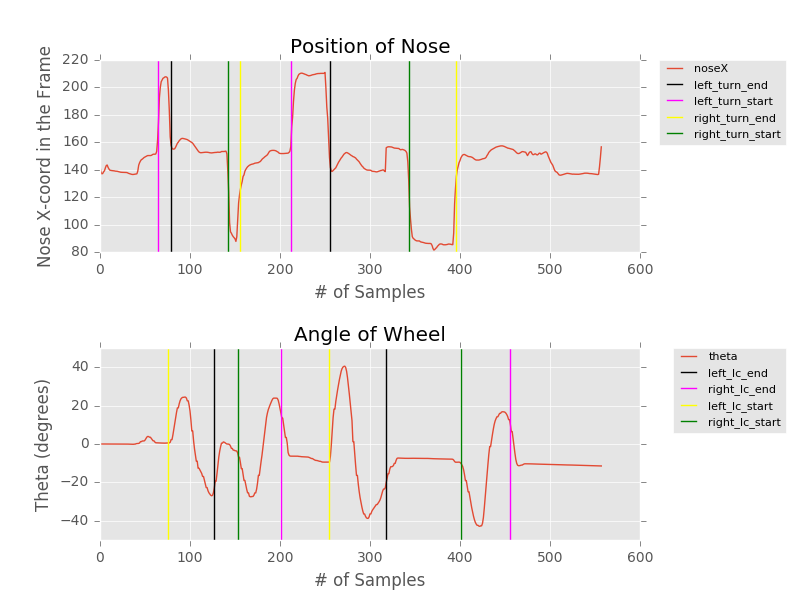 Position of Nose
220
200
180
160
140
120
100
80
Nose X-coord in the Frame
0 100 200 300 400 500 600
# of Samples
noseX
left_turn_end
left_turn_start
right_turn_end
right_turn_start
Angle of Wheel
40
20
0
−20
−40
Theta (degrees)
0 100 200 300 400 500 600
# of Samples
theta
left_lc_end
right_lc_end
left_lc_start
right_lc_start